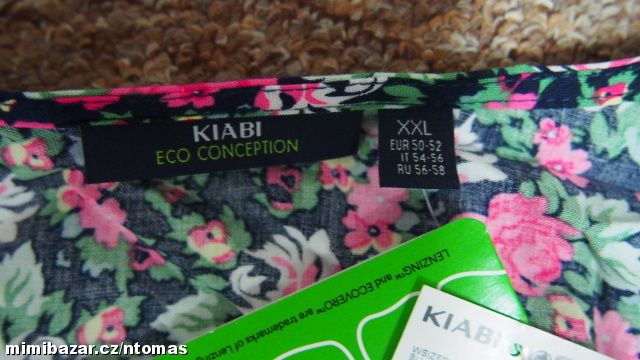 KIABI
ECO CONCEPTION
XXL
EUR 50-52
IT 54-56
RU 56-58
LENZING™ and ECOVERO™ are trademarks of Lenzing
KIABI
mimibazar.cz/ntomas